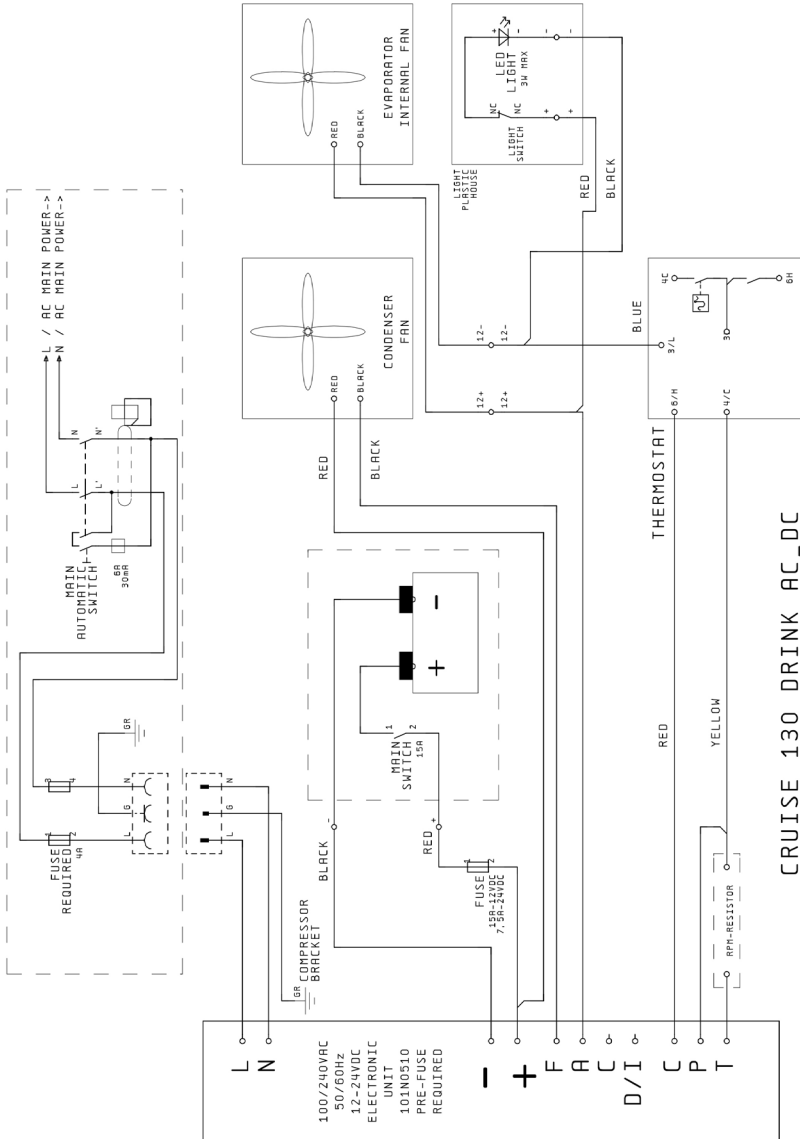 EVAPORATOR
INTERNAL FAN
RED
BLACK
LED
LIGHT
3W MAX
+
-
-
-
NC
NC
+
+
LIGHT
SWITCH
LIGHT
PLASTIC
HOUSE
RED
BLACK
L / AC MAIN POWER->
N / AC MAIN POWER->
N
N'
L
L'
MAIN
AUTOMATIC
SWITCH
6A
30mA
CONDENSER
FAN
RED
BLACK
RED
BLACK
12-
12-
12+
12+
BLUE
4C
6H
3D
3/L
6/H
4/C
THERMOSTAT
RED
YELLOW
GR
3
4
N
G
1
2
L
FUSE
REQUIRED
4A
N
G
L
-
+
1
2
MAIN
SWITCH
15A
-
BLACK
+
RED
1
2
FUSE
15A-12VDC
7.5A-24VDC
GR
COMPRESSOR
BRACKET
RPM-RESISTOR
L
N
100/240VAC
50/60Hz
12-24VDC
ELECTRONIC
UNIT
101N0510
PRE-FUSE
REQUIRED
-
+
F
A
C
D/I
C
P
T
CRUISE 130 DRINK AC_DC